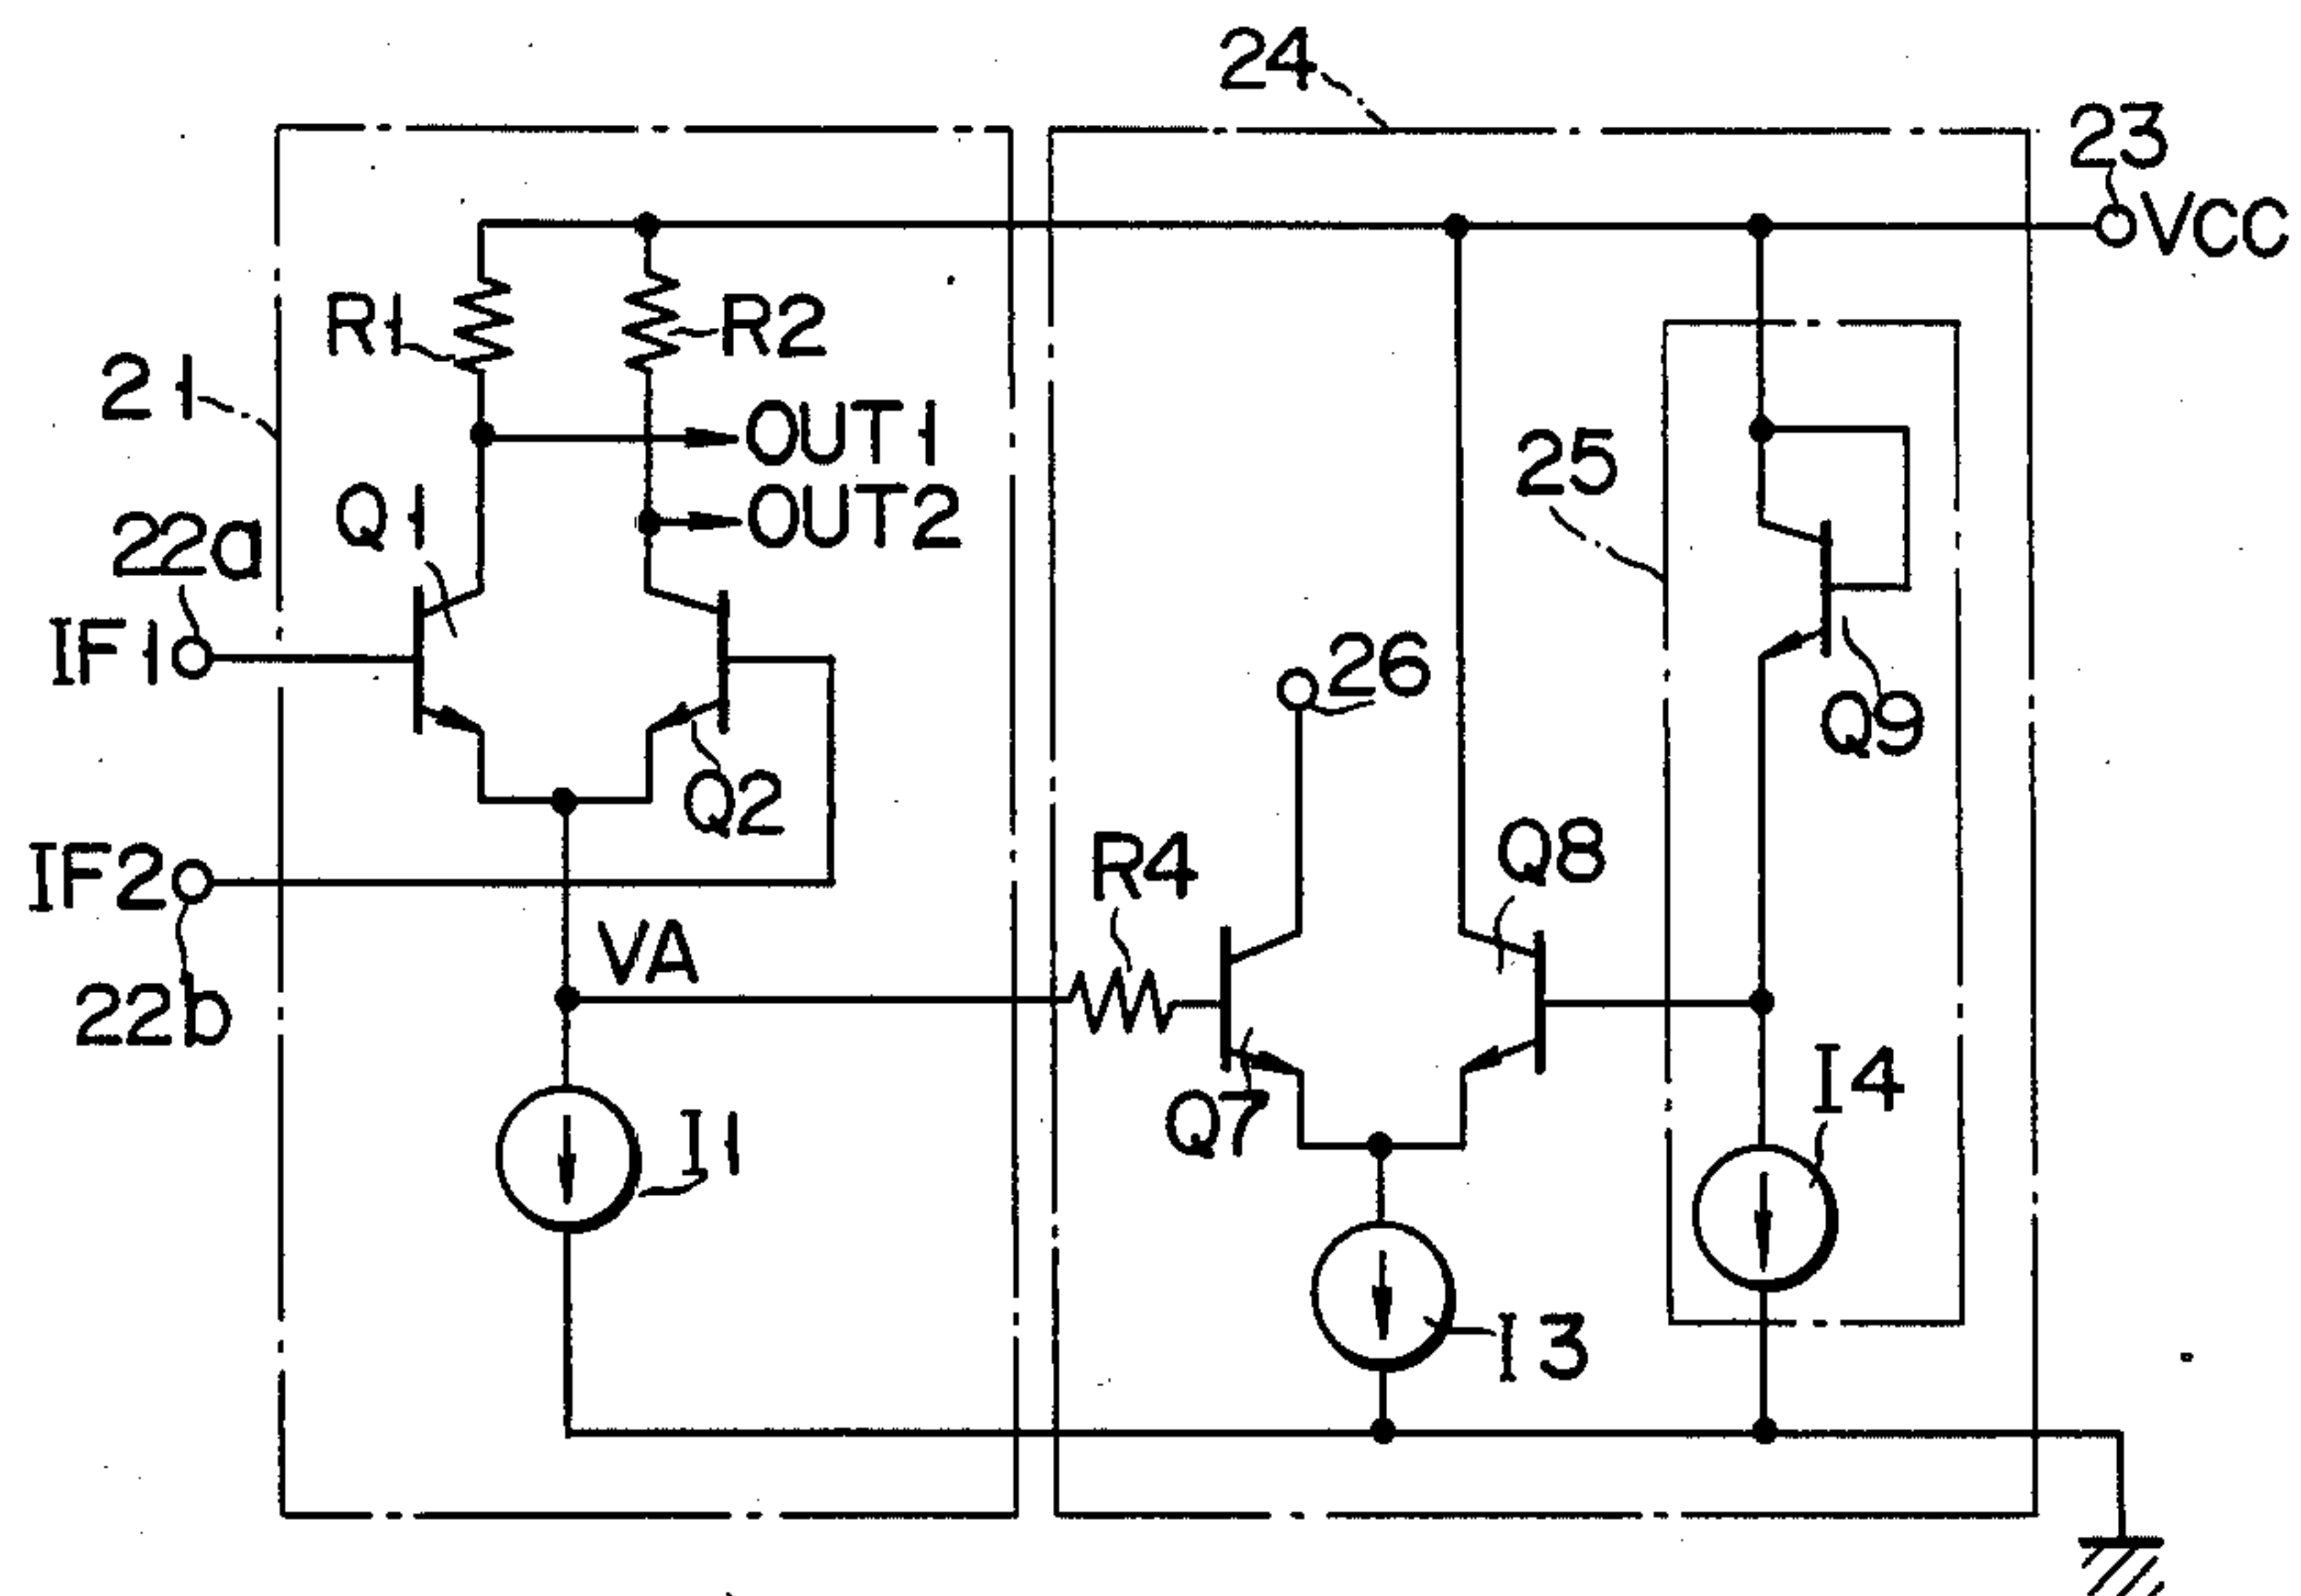 24
23
VCC
R1
R2
21
OUT1
25
OUT2
Q1
22a
IF1
26
Q9
Q2
IF2
R4
Q8
VA
22b
I4
Q7
I1
I3